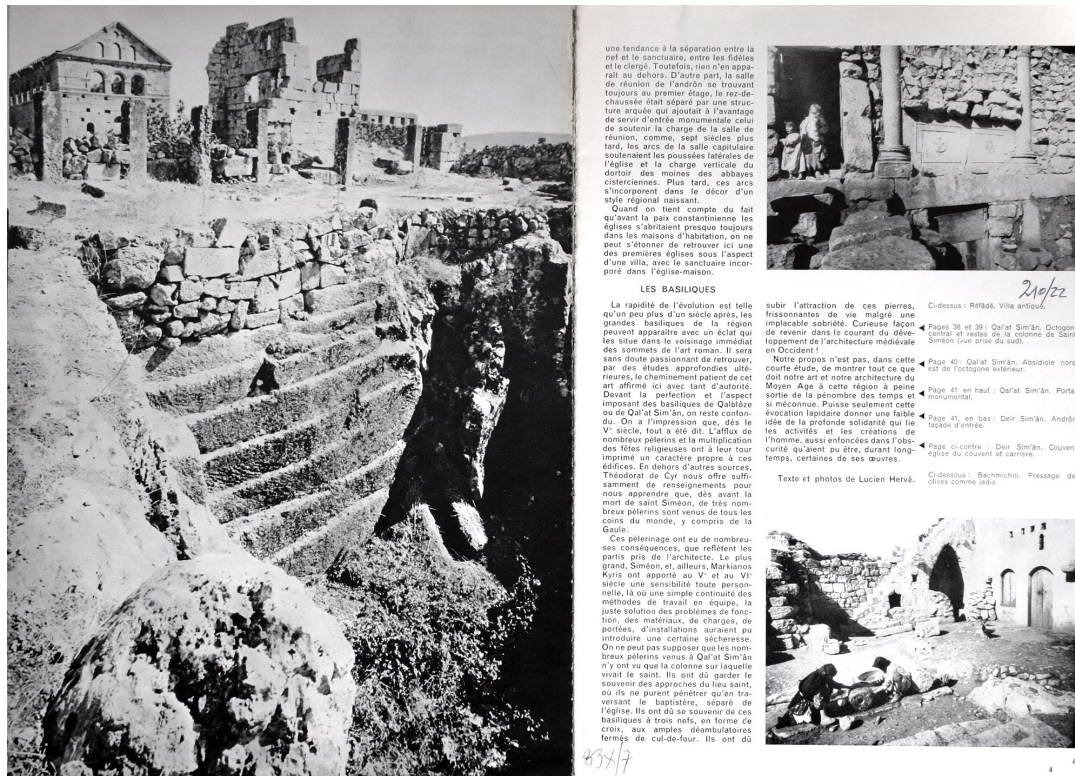 une tendance à la séparation entre la
nef et le sanctuaire, entre les fidèles
et le clergé. Toutefois, rien n'en appa-
raît au dehors. D'autre part, la salle
de réunion de l'andrôn se trouvant
toujours au premier étage, le rez-de-
chaussée était séparé par une struc-
ture arquée qui ajoutait à l'avantage
de servir d'entrée monumentale celui
de soutenir la charge de la salle de
réunion, comme, sept siècles plus
tard, les arcs de la salle capitulaire
soutenaient les poussées latérales de
l'église et la charge verticale du
dortoir des moines des abbayes
cisterciennes. Plus tard, ces arcs
s'incorporent dans le décor d'un
style régional naissant.
Quand on tient compte du fait
qu'avant la paix constantinienne les
églises s'abritaient presque toujours
dans les maisons d'habitation, on ne
peut s'étonner de retrouver ici une
des premières églises sous l'aspect
d'une villa, avec le sanctuaire incor-
poré dans l'église-maison.
LES BASILIQUES
La rapidité de l'évolution est telle
qu'un peu plus d'un siècle après, les
grandes basiliques de la région
peuvent apparaître avec un éclat qui
les situe dans le voisinage immédiat
des sommets de l'art roman. Il sera
sans doute passionnant de retrouver,
par des études approfondies ulté-
rieures, le cheminement patient de cet
art affirmé ici avec tant d'autorité.
Devant la perfection et l'aspect
imposant des basiliques de Qalblôze
ou de Qal'at Sim'ân, on reste confon-
du. On a l'impression que, dès le
Vᵉ siècle, tout a été dit. L'afflux de
nombreux pèlerins et la multiplication
des fêtes religieuses ont à leur tour
imprimé un caractère propre à ces
édifices. En dehors d'autres sources,
Théodorat de Cyr nous offre suffi-
samment de renseignements pour
nous apprendre que, dès avant la
mort de saint Siméon, de très nom-
breux pèlerins sont venus de tous les
coins du monde, y compris de la
Gaule.
Ces pèlerinage ont eu de nombreu-
ses conséquences, que reflètent les
partis pris de l'architecte. Le plus
grand, Siméon, et, ailleurs, Markianos
Kyris ont apporté au Vᵉ et au VIᵉ
siècle une sensibilité toute person-
nelle, là où une simple continuité des
méthodes de travail en équipe, la
juste solution des problèmes de fonc-
tion, des matériaux, de charges, de
portées, d'installations auraient pu
introduire une certaine sécheresse.
On ne peut pas supposer que les nom-
breux pèlerins venus à Qal'at Sim'ân
n'y ont vu que la colonne sur laquelle
vivait le saint. Ils ont dû garder le
souvenir des approches du lieu saint,
où ils ne purent pénétrer qu'en tra-
versant le baptistère, séparé de
l'église. Ils ont dû se souvenir de ces
basiliques à trois nefs, en forme de
croix, aux amples déambulatoires
fermés de cul-de-four. Ils ont dû
834/7
subir l'attraction de ces pierres,
frissonnantes de vie malgré une
implacable sobriété. Curieuse façon
de revenir dans le courant du déve-
loppement de l'architecture médiévale
en Occident !
Notre propos n'est pas, dans cette
courte étude, de montrer tout ce que
doit notre art et notre architecture du
Moyen Age à cette région à peine
sortie de la pénombre des temps et
si méconnue. Puisse seulement cette
évocation lapidaire donner une faible
idée de la profonde solidarité qui lie
les activités et les créations de
l'homme, aussi enfoncées dans l'obs-
curité qu'aient pu être, durant long-
temps, certaines de ses œuvres.
Texte et photos de Lucien Hervé.
210/22
Ci-dessus : Réfâdé, Villa antique.
◀ Pages 38 et 39 : Qal'at Sim'ân, Octogon
central et restes de la colonne de Saint
Siméon (vue prise du sud).
◀ Page 40 : Qal'at Sim'ân, Absidiole nord
est de l'octogone extérieur.
◀ Page 41 en haut : Qal'at Sim'ân. Porta
monumental.
◀ Page 41, en bas : Deir Sim'ân. Andrôn
façade d'entrée.
◀ Page ci-contre : Deir Sim'ân. Couven
église du couvent et carrière.
Ci-dessous : Bachmichili. Pressage de
olives comme jadis.
4